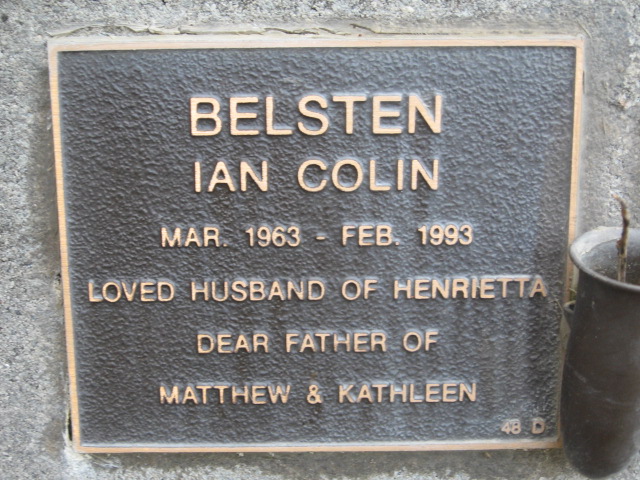 BELSTEN
IAN COLIN
MAR. 1963 - FEB. 1993
LOVED HUSBAND OF HENRIETTA
DEAR FATHER OF
MATTHEW & KATHLEEN
48 D